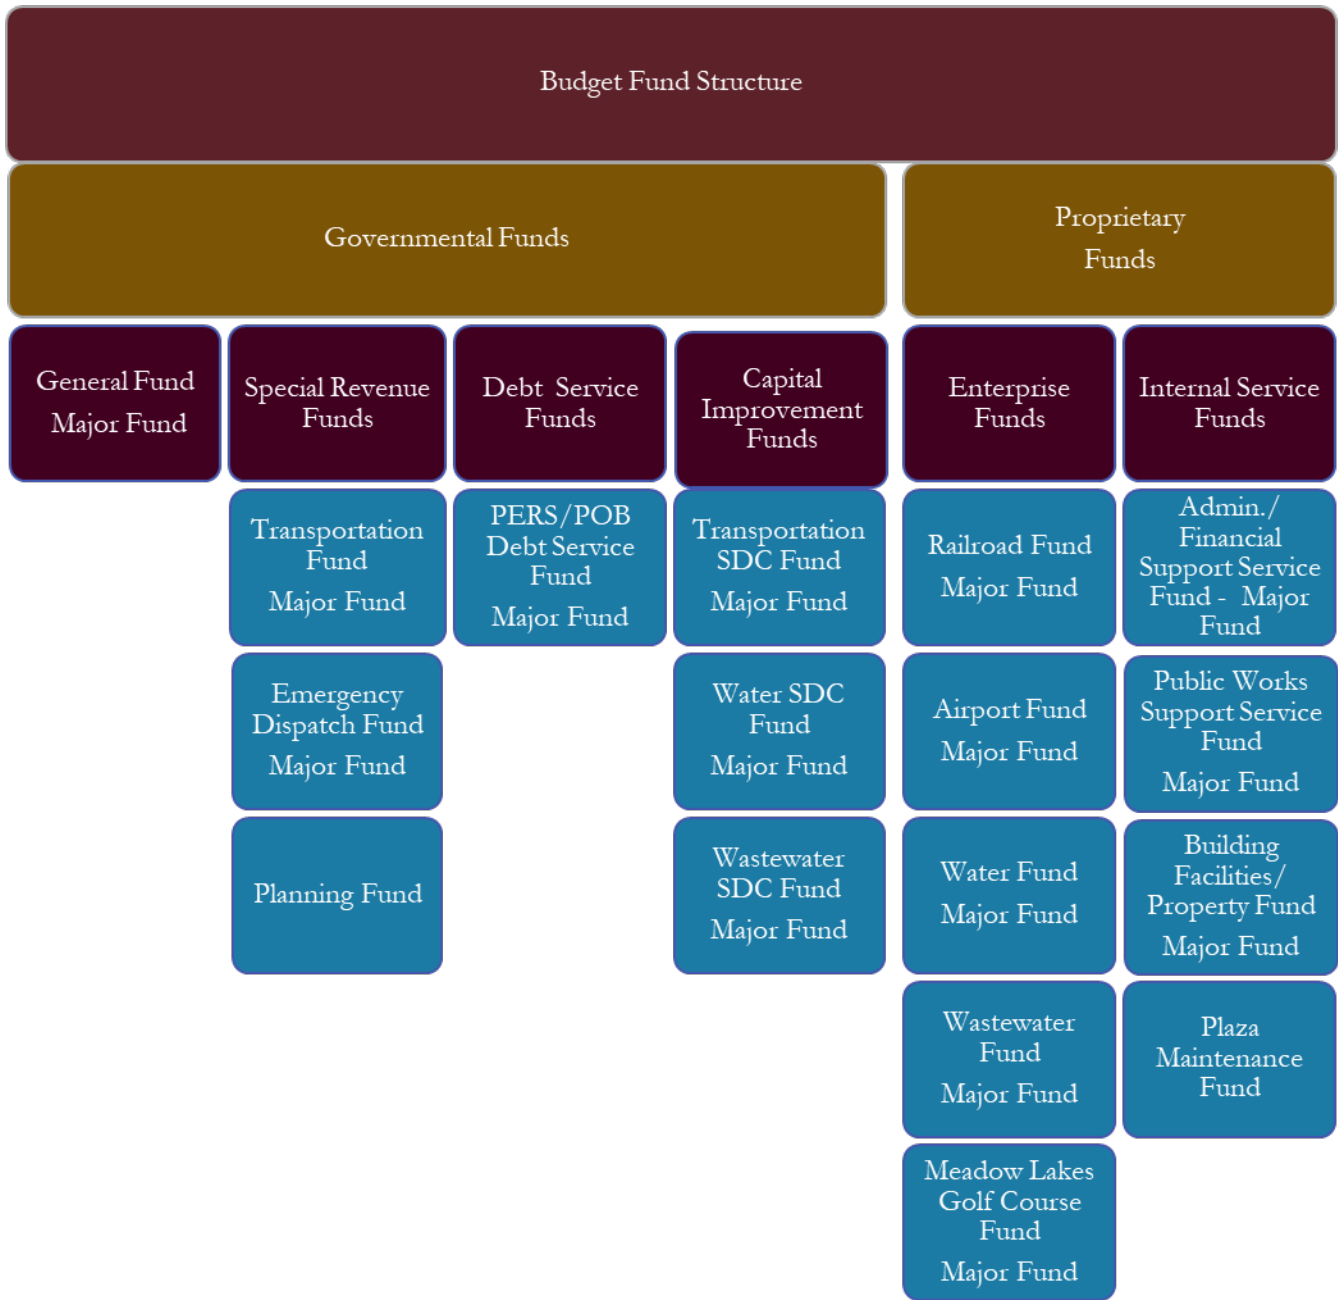 Budget Fund Structure
Governmental Funds
Proprietary
Funds
General Fund
Major Fund
Special Revenue
Funds
Debt Service
Funds
Capital
Improvement
Funds
Enterprise
Funds
Internal Service
Funds
Transportation
Fund
Major Fund
PERS/POB
Debt Service
Fund
Major Fund
Transportation
SDC Fund
Major Fund
Railroad Fund
Major Fund
Admin./
Financial
Support Service
Fund - Major
Fund
Emergency
Dispatch Fund
Major Fund
Water SDC
Fund
Major Fund
Airport Fund
Major Fund
Public Works
Support Service
Fund
Major Fund
Planning Fund
Wastewater
SDC Fund
Major Fund
Water Fund
Major Fund
Building
Facilities/
Property Fund
Major Fund
Wastewater
Fund
Major Fund
Plaza
Maintenance
Fund
Meadow Lakes
Golf Course
Fund
Major Fund